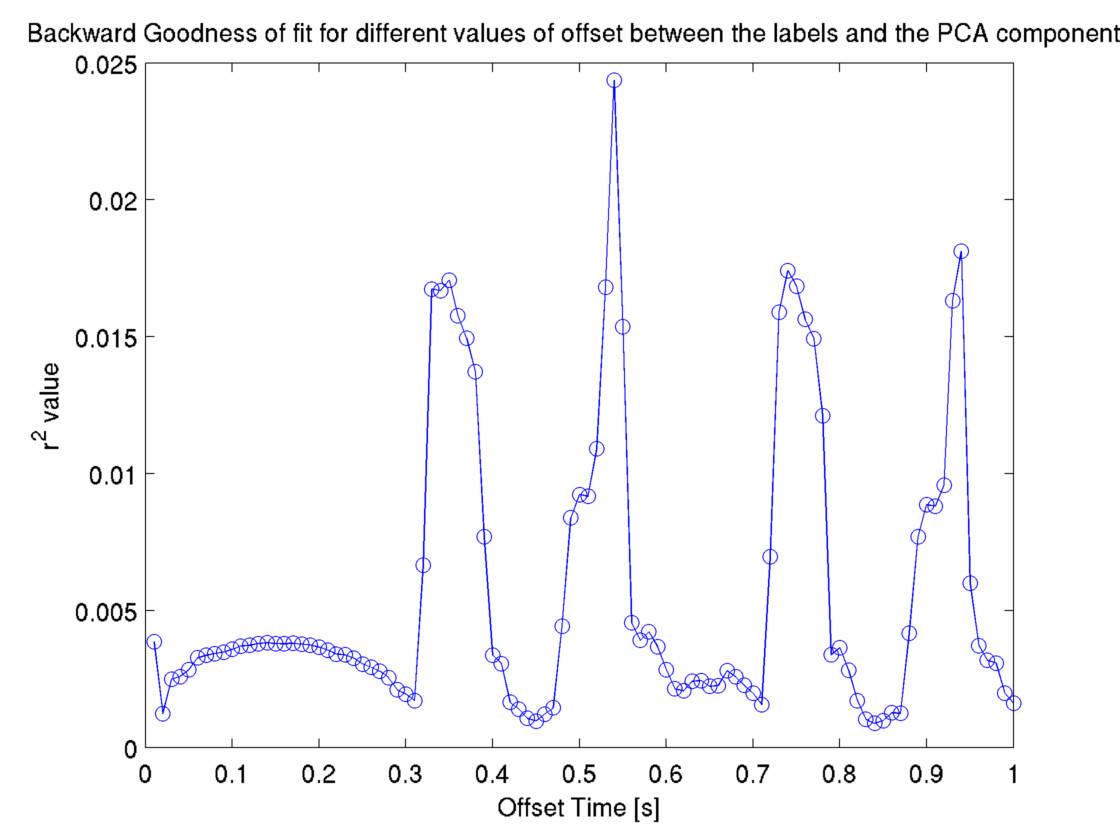 Backward Goodness of fit for different values of offset between the labels and the PCA component
0.025
0.02
0.015
0.01
0.005
0
r² value
0 0.1 0.2 0.3 0.4 0.5 0.6 0.7 0.8 0.9 1
Offset Time [s]